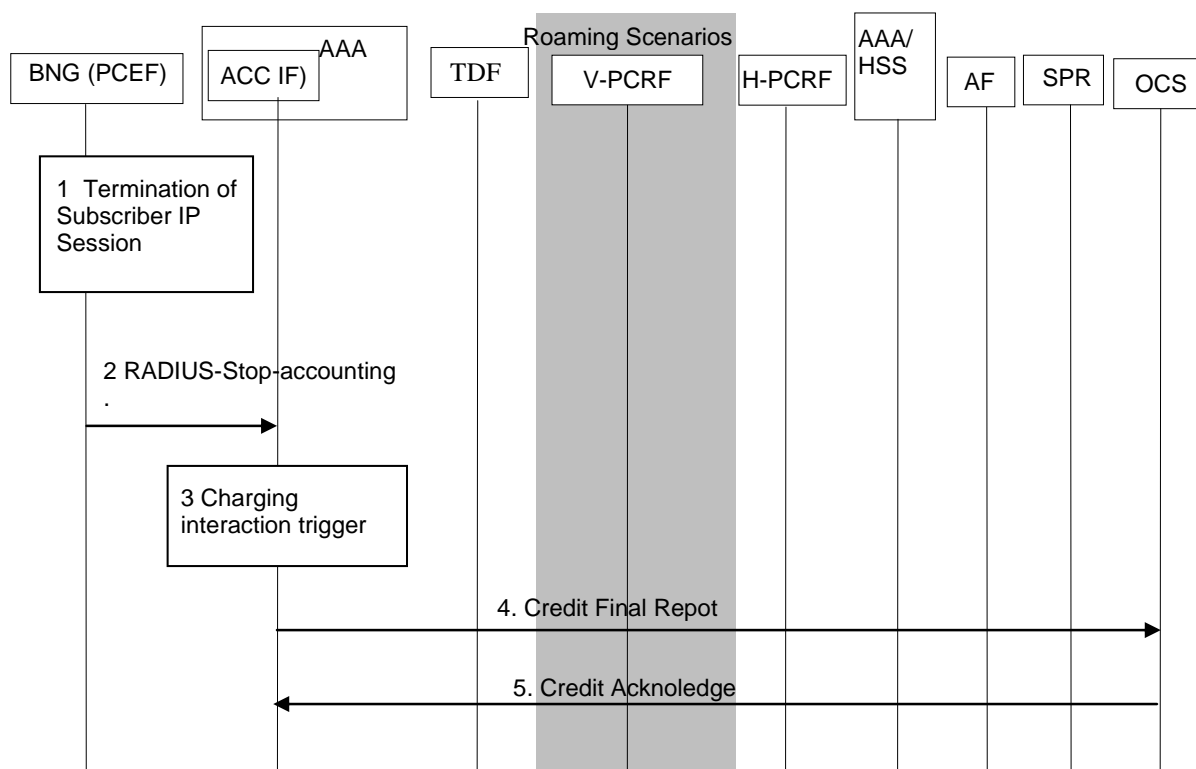 Roaming Scenarios
BNG (PCEF)
AAA
ACC IF)
TDF
V-PCRF
H-PCRF
AAA/
HSS
AF
SPR
OCS
1 Termination of
Subscriber IP
Session
2 RADIUS-Stop-accounting
.
3 Charging
interaction trigger
4. Credit Final Repot
5. Credit Acknoledge